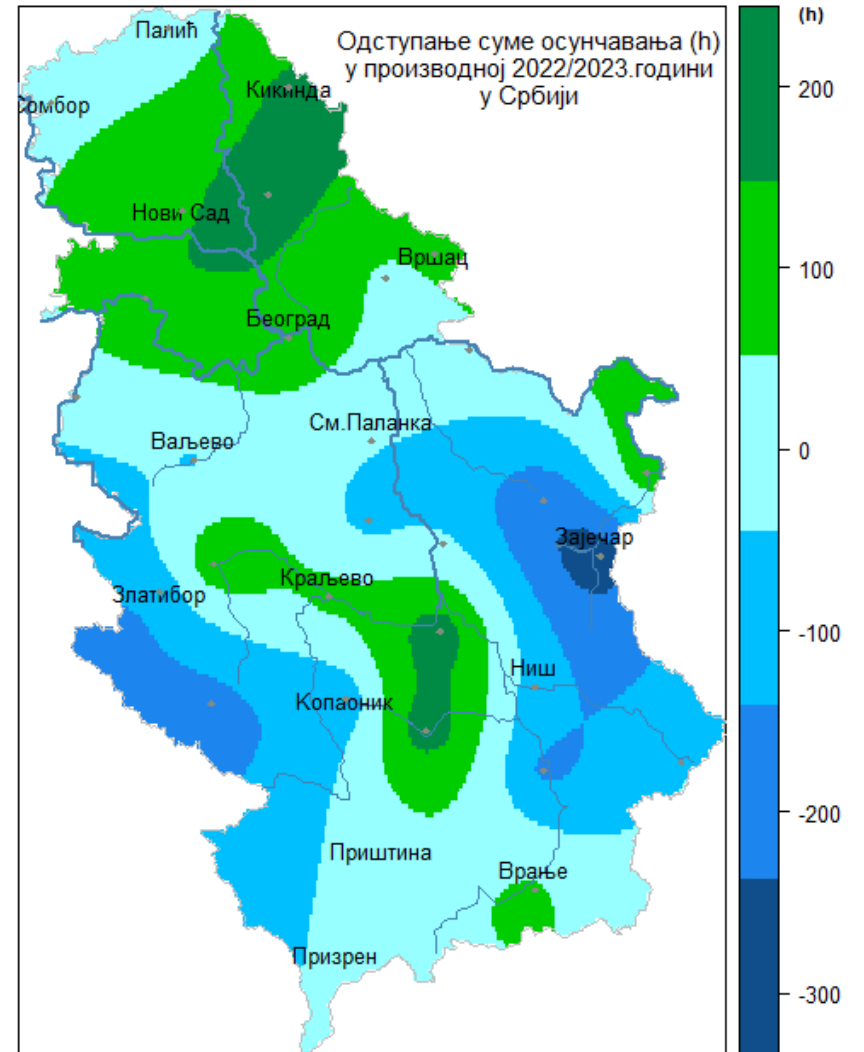 Одступање суме осунчавања (h)
у производној 2022/2023.години
у Србији
(h)
200
100
0
-100
-200
-300
Палић
Сомбор
Кикинда
Нови Сад
Вршац
Београд
См.Паланка
Ваљево
Зајечар
Краљево
Златибор
Ниш
Копаоник
Приштина
Врање
Призрен